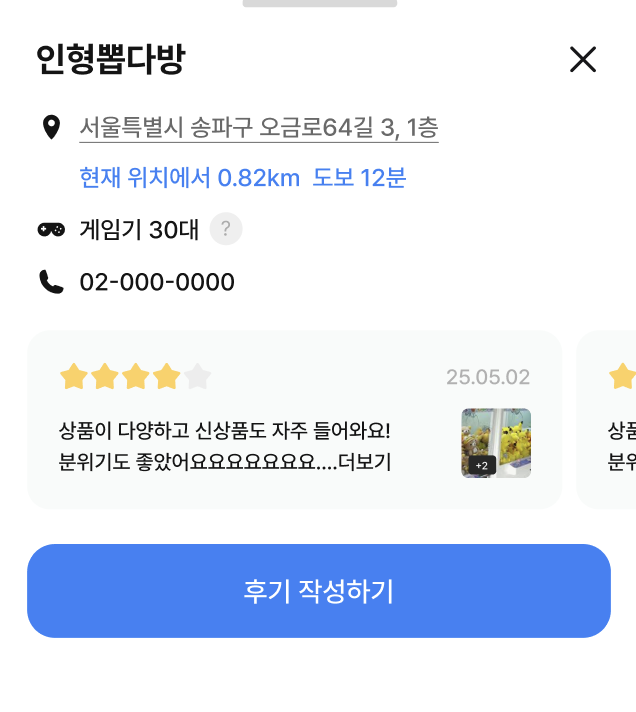 인형뽑다방
서울특별시 송파구 오금로64길 3, 1층
현재 위치에서 0.82km 도보 12분
게임기 30대 ?
02-000-0000
25.05.02
상품이 다양하고 신상품도 자주 들어와요!
분위기도 좋았어요요요요요요요....더보기
+2
상품
분위
후기 작성하기